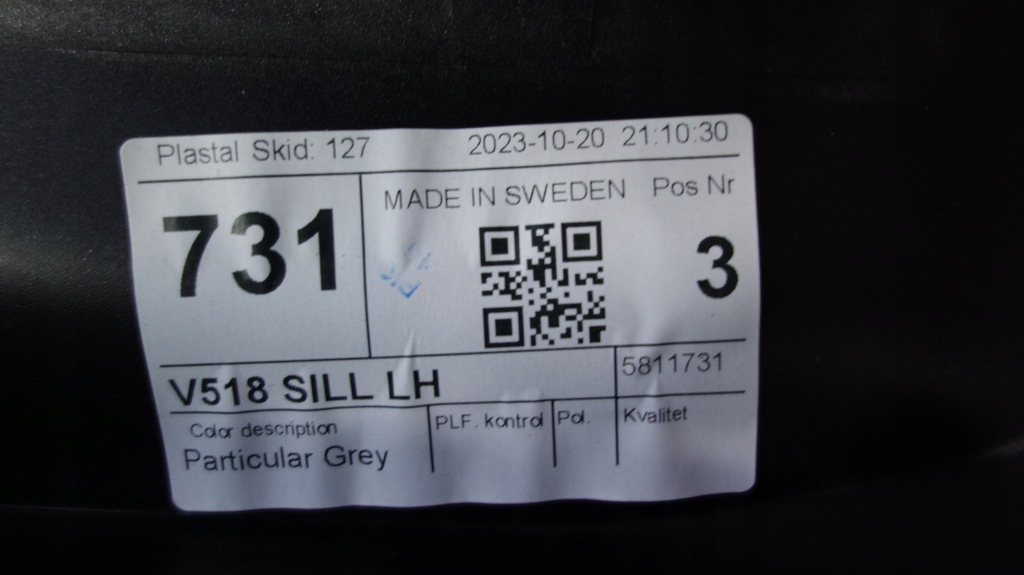 Plastal Skid: 127 2023-10-20 21:10:30
731
MADE IN SWEDEN Pos Nr
3
V518 SILL LH
5811731
Color description
Particular Grey
PLF. kontrol
Pol.
Kvalitet